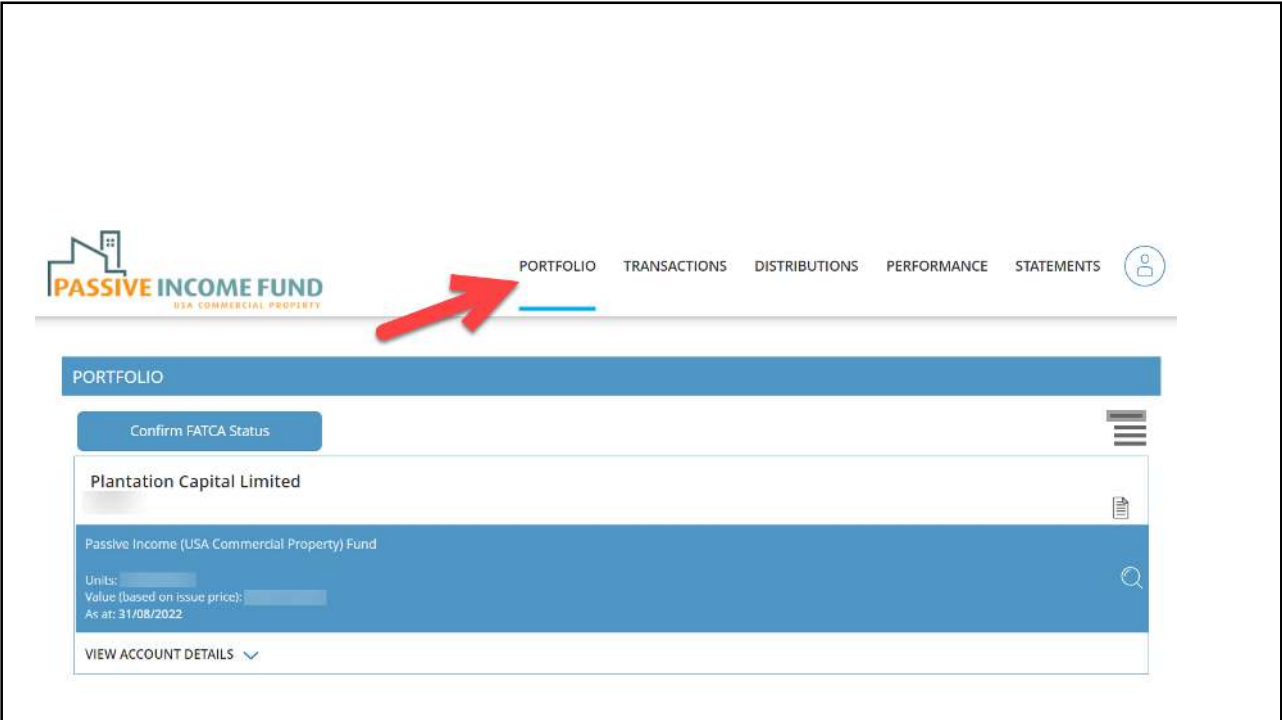 PASSIVE INCOME FUND
USA COMMERCIAL PROPERTY
PORTFOLIO TRANSACTIONS DISTRIBUTIONS PERFORMANCE STATEMENTS
PORTFOLIO
Confirm FATCA Status
Plantation Capital Limited
Passive Income (USA Commercial Property) Fund
Units:
Value (based on issue price):
As at: 31/08/2022
VIEW ACCOUNT DETAILS